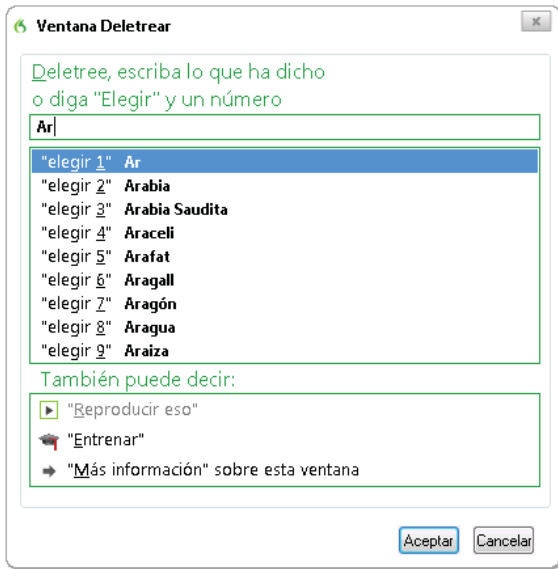 Ventana Deletrear
Deletree, escriba lo que ha dicho
o diga "Elegir" y un número
Ar
"elegir 1" Ar
"elegir 2" Arabia
"elegir 3" Arabia Saudita
"elegir 4" Araceli
"elegir 5" Arafat
"elegir 6" Aragall
"elegir 7" Aragón
"elegir 8" Aragua
"elegir 9" Araiza
También puede decir:
"Reproducir eso"
"Entrenar"
"Más información" sobre esta ventana
Aceptar Cancelar